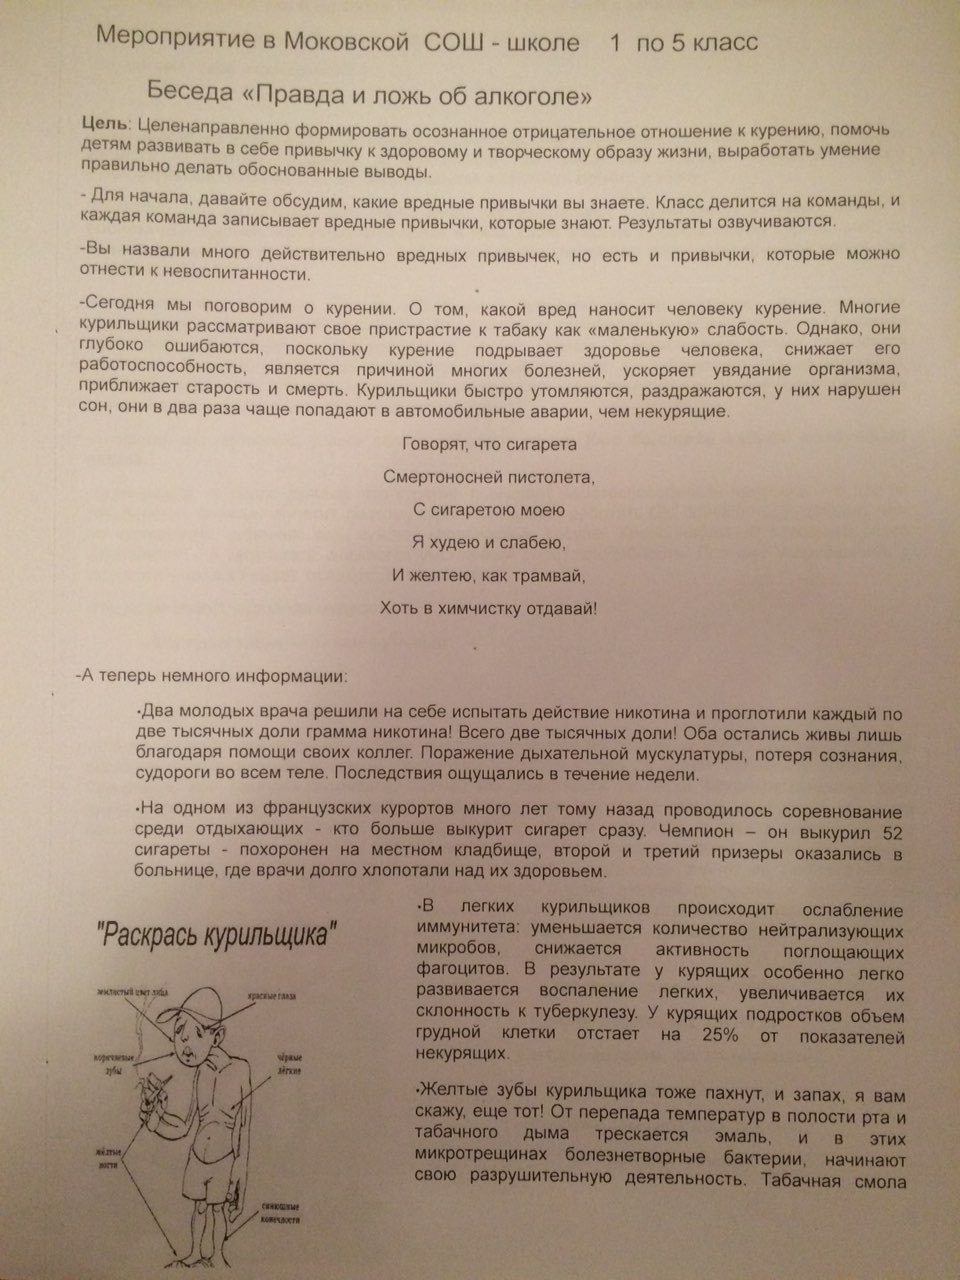 Мероприятие в Моковской СОШ - школе 1 по 5 класс
Беседа «Правда и ложь об алкоголе»
Цель: Целенаправленно формировать осознанное отрицательное отношение к курению, помочь
детям развивать в себе привычку к здоровому и творческому образу жизни, выработать умение
правильно делать обоснованные выводы.
- Для начала, давайте обсудим, какие вредные привычки вы знаете. Класс делится на команды, и
каждая команда записывает вредные привычки, которые знают. Результаты озвучиваются.
-Вы назвали много действительно вредных привычек, но есть и привычки, которые можно
отнести к невоспитанности.
-Сегодня мы поговорим о курении. О том, какой вред наносит человеку курение. Многие
курильщики рассматривают свое пристрастие к табаку как «маленькую» слабость. Однако, они
глубоко ошибаются, поскольку курение подрывает здоровье человека, снижает его
работоспособность, является причиной многих болезней, ускоряет увядание организма,
приближает старость и смерть. Курильщики быстро утомляются, раздражаются, у них нарушен
сон, они в два раза чаще попадают в автомобильные аварии, чем некурящие.
Говорят, что сигарета
Смертоносней пистолета,
С сигаретою моею
Я худею и слабею,
И желтею, как трамвай,
Хоть в химчистку отдавай!
-А теперь немного информации:
•Два молодых врача решили на себе испытать действие никотина и проглотили каждый по
две тысячных доли грамма никотина! Всего две тысячных доли! Оба остались живы лишь
благодаря помощи своих коллег. Поражение дыхательной мускулатуры, потеря сознания,
судороги во всем теле. Последствия ощущались в течение недели.
•На одном из французских курортов много лет тому назад проводилось соревнование
среди отдыхающих - кто больше выкурит сигарет сразу. Чемпион – он выкурил 52
сигареты - похоронен на местном кладбище, второй и третий призеры оказались в
больнице, где врачи долго хлопотали над их здоровьем.
•В легких курильщиков происходит ослабление
иммунитета: уменьшается количество нейтрализующих
микробов, снижается активность поглощающих
фагоцитов. В результате у курящих особенно легко
развивается воспаление легких, увеличивается их
склонность к туберкулезу. У курящих подростков объем
грудной клетки отстает на 25% от показателей
некурящих.
•Желтые зубы курильщика тоже пахнут, и запах, я вам
скажу, еще тот! От перепада температур в полости рта и
табачного дыма трескается эмаль, и в этих
микротрещинах болезнетворные бактерии, начинают
свою разрушительную деятельность. Табачная смола
"Раскрась курильщика"
землистый цвет лица
красные глаза
коричневые
зубы
чёрные
лёгкие
жёлтые
ногти
синюшные
конечности